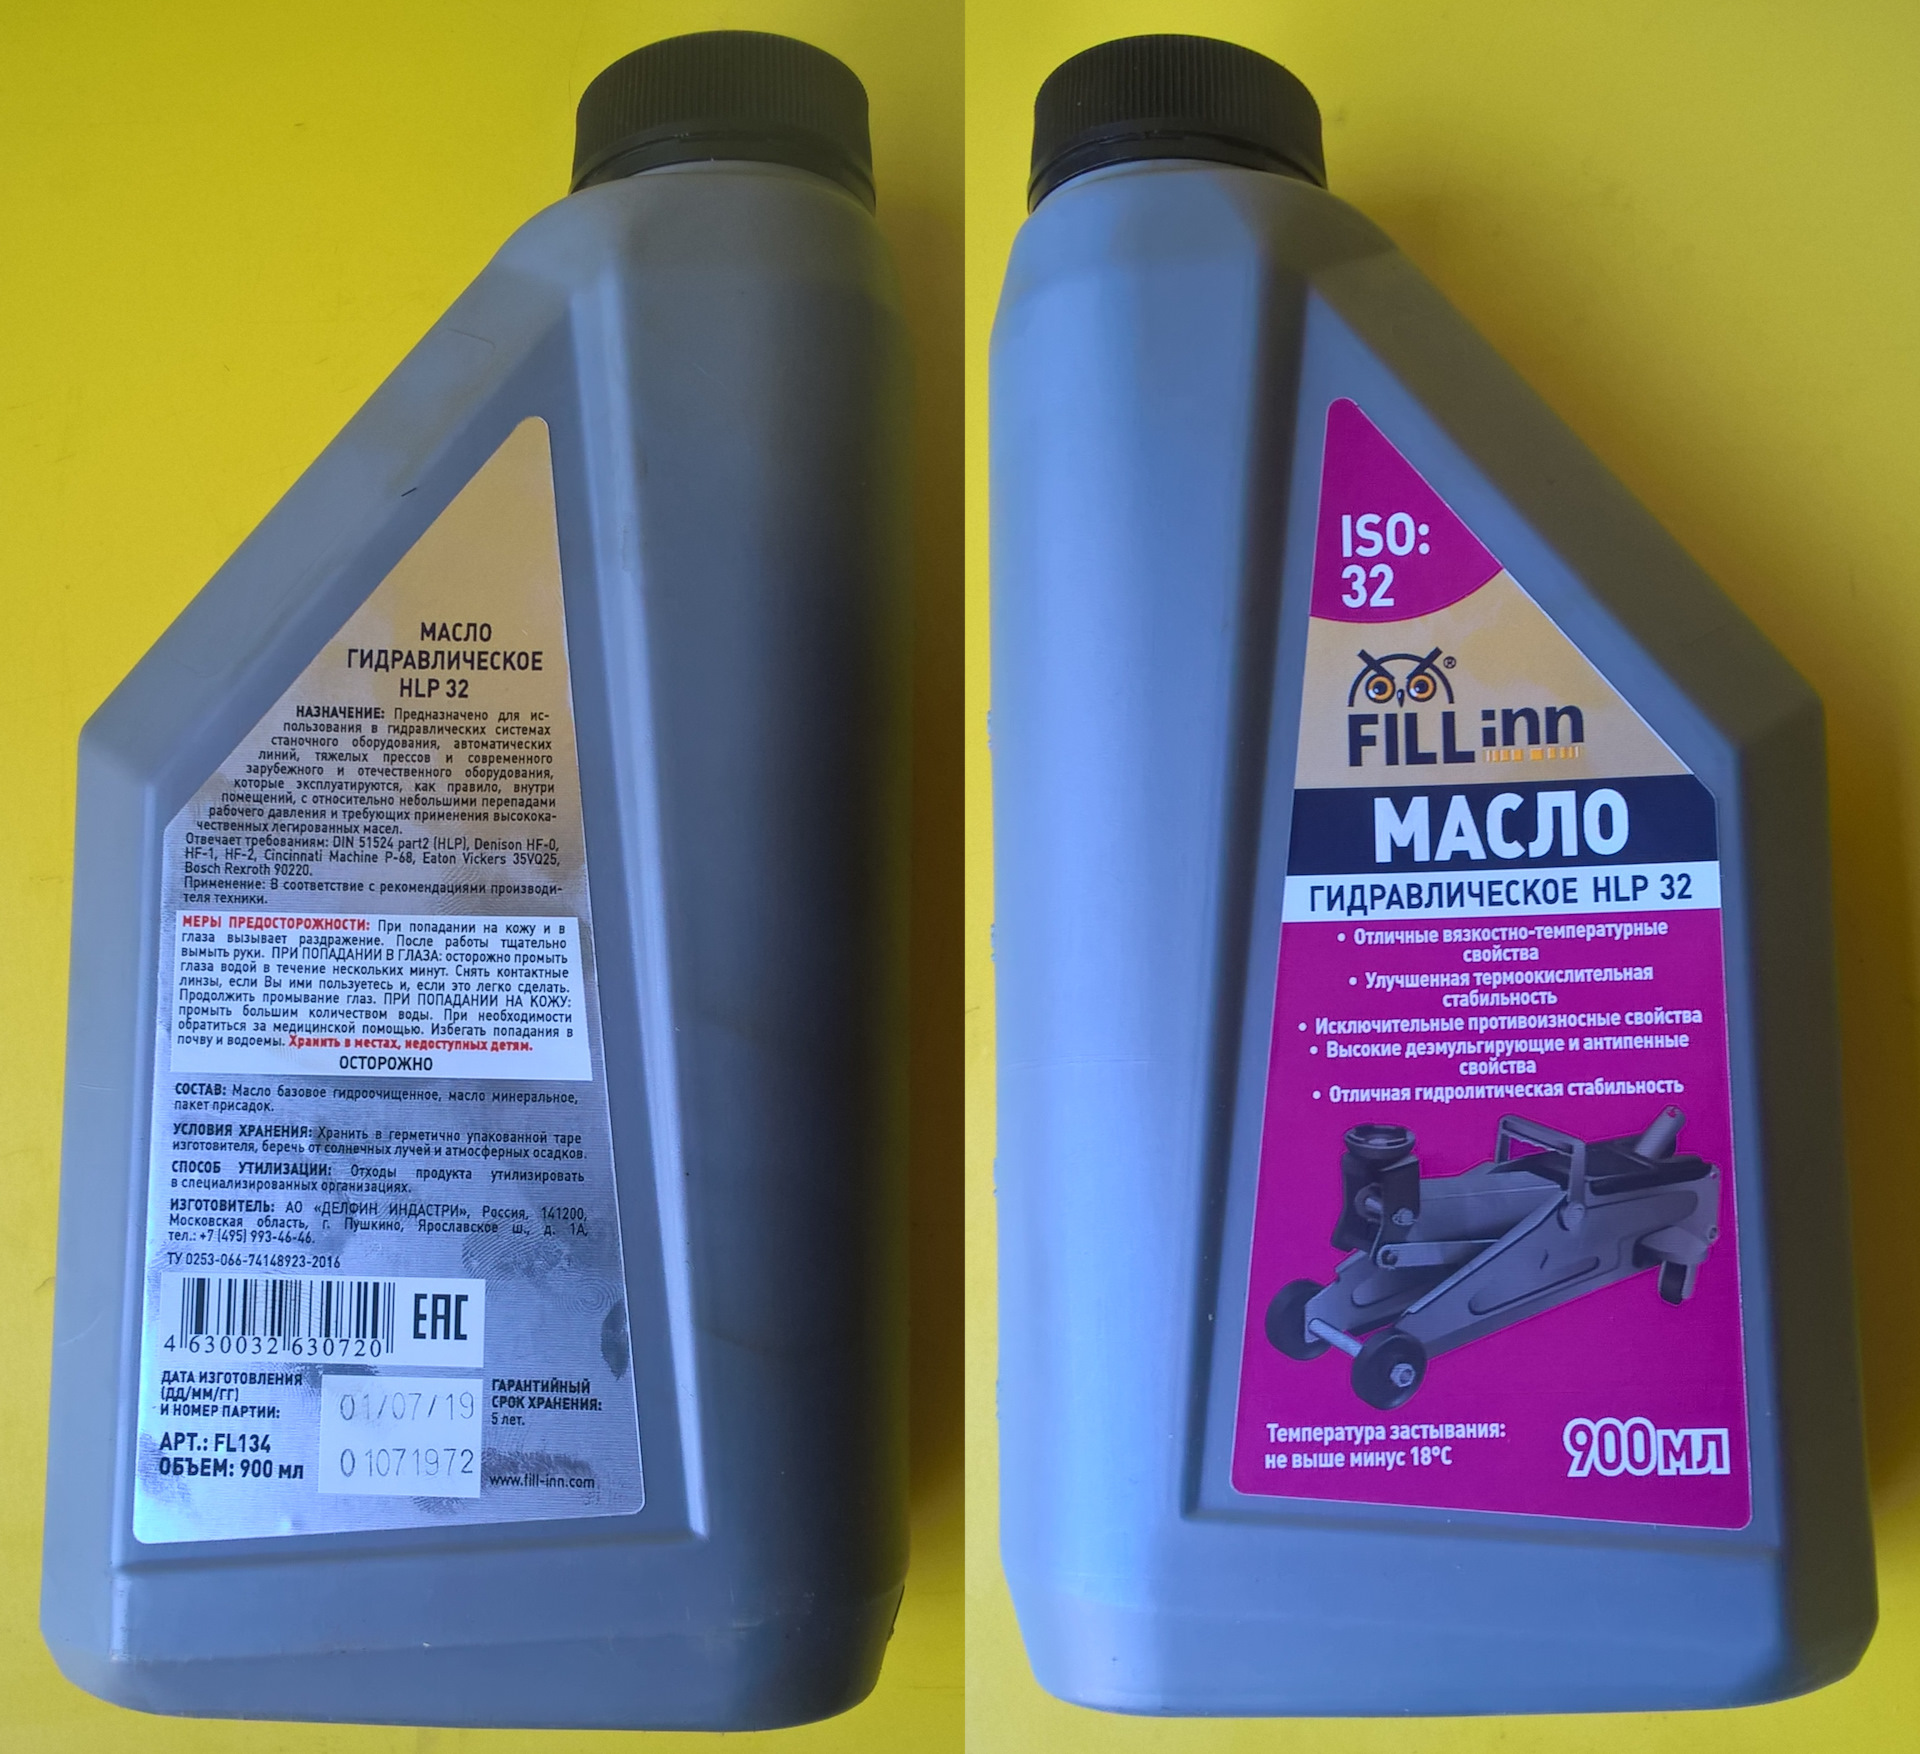 МАСЛО
ГИДРАВЛИЧЕСКОЕ
HLP 32
НАЗНАЧЕНИЕ: Предназначено для ис-
пользования в гидравлических системах
станочного оборудования, автоматических
линий, тяжелых прессов и современного
зарубежного и отечественного оборудования,
которые эксплуатируются, как правило, внутри
помещений, с относительно небольшими перепадами
рабочего давления и требующих применения высокока-
чественных легированных масел.
Отвечает требованиям: DIN 51524 part2 (HLP), Denison HF-0,
HF-1, HF-2, Cincinnati Machine P-68, Eaton Vickers 35VQ25,
Bosch Rexroth 90220.
Применение: В соответствие с рекомендациями производи-
теля техники.
МЕРЫ ПРЕДОСТОРОЖНОСТИ: При попадании на кожу и в
глаза вызывает раздражение. После работы тщательно
вымыть руки. ПРИ ПОПАДАНИИ В ГЛАЗА: осторожно промыть
глаза водой в течение нескольких минут. Снять контактные
линзы, если Вы ими пользуетесь и, если это легко сделать.
Продолжить промывание глаз. ПРИ ПОПАДАНИИ НА КОЖУ:
промыть большим количеством воды. При необходимости
обратиться за медицинской помощью. Избегать попадания в
почву и водоемы. Хранить в местах, недоступных детям.
ОСТОРОЖНО
СОСТАВ: Масло базовое гидроочищенное, масло минеральное,
пакет присадок.
УСЛОВИЯ ХРАНЕНИЯ: Хранить в герметично упакованной таре
изготовителя, беречь от солнечных лучей и атмосферных осадков.
СПОСОБ УТИЛИЗАЦИИ: Отходы продукта утилизировать
в специализированных организациях.
ИЗГОТОВИТЕЛЬ: АО «ДЕЛФИН ИНДАСТРИ», Россия, 141200,
Московская область, г. Пушкино, Ярославское ш., д. 1А,
тел.: +7 (495) 993-46-46.
ТУ 0253-066-74148923-2016
4 630032 630720
EAC
ДАТА ИЗГОТОВЛЕНИЯ
(ДД/ММ/ГГ)
И НОМЕР ПАРТИИ:
01/07/19
01071972
ГАРАНТИЙНЫЙ
СРОК ХРАНЕНИЯ:
5 лет.
АРТ.: FL134
ОБЪЕМ: 900 мл
www.fill-inn.com
ISO:
32
®
FILL inn
МАСЛО
ГИДРАВЛИЧЕСКОЕ HLP 32
• Отличные вязкостно-температурные
свойства
• Улучшенная термоокислительная
стабильность
• Исключительные противоизносные свойства
• Высокие деэмульгирующие и антипенные
свойства
• Отличная гидролитическая стабильность
Температура застывания:
не выше минус 18°С
900мл